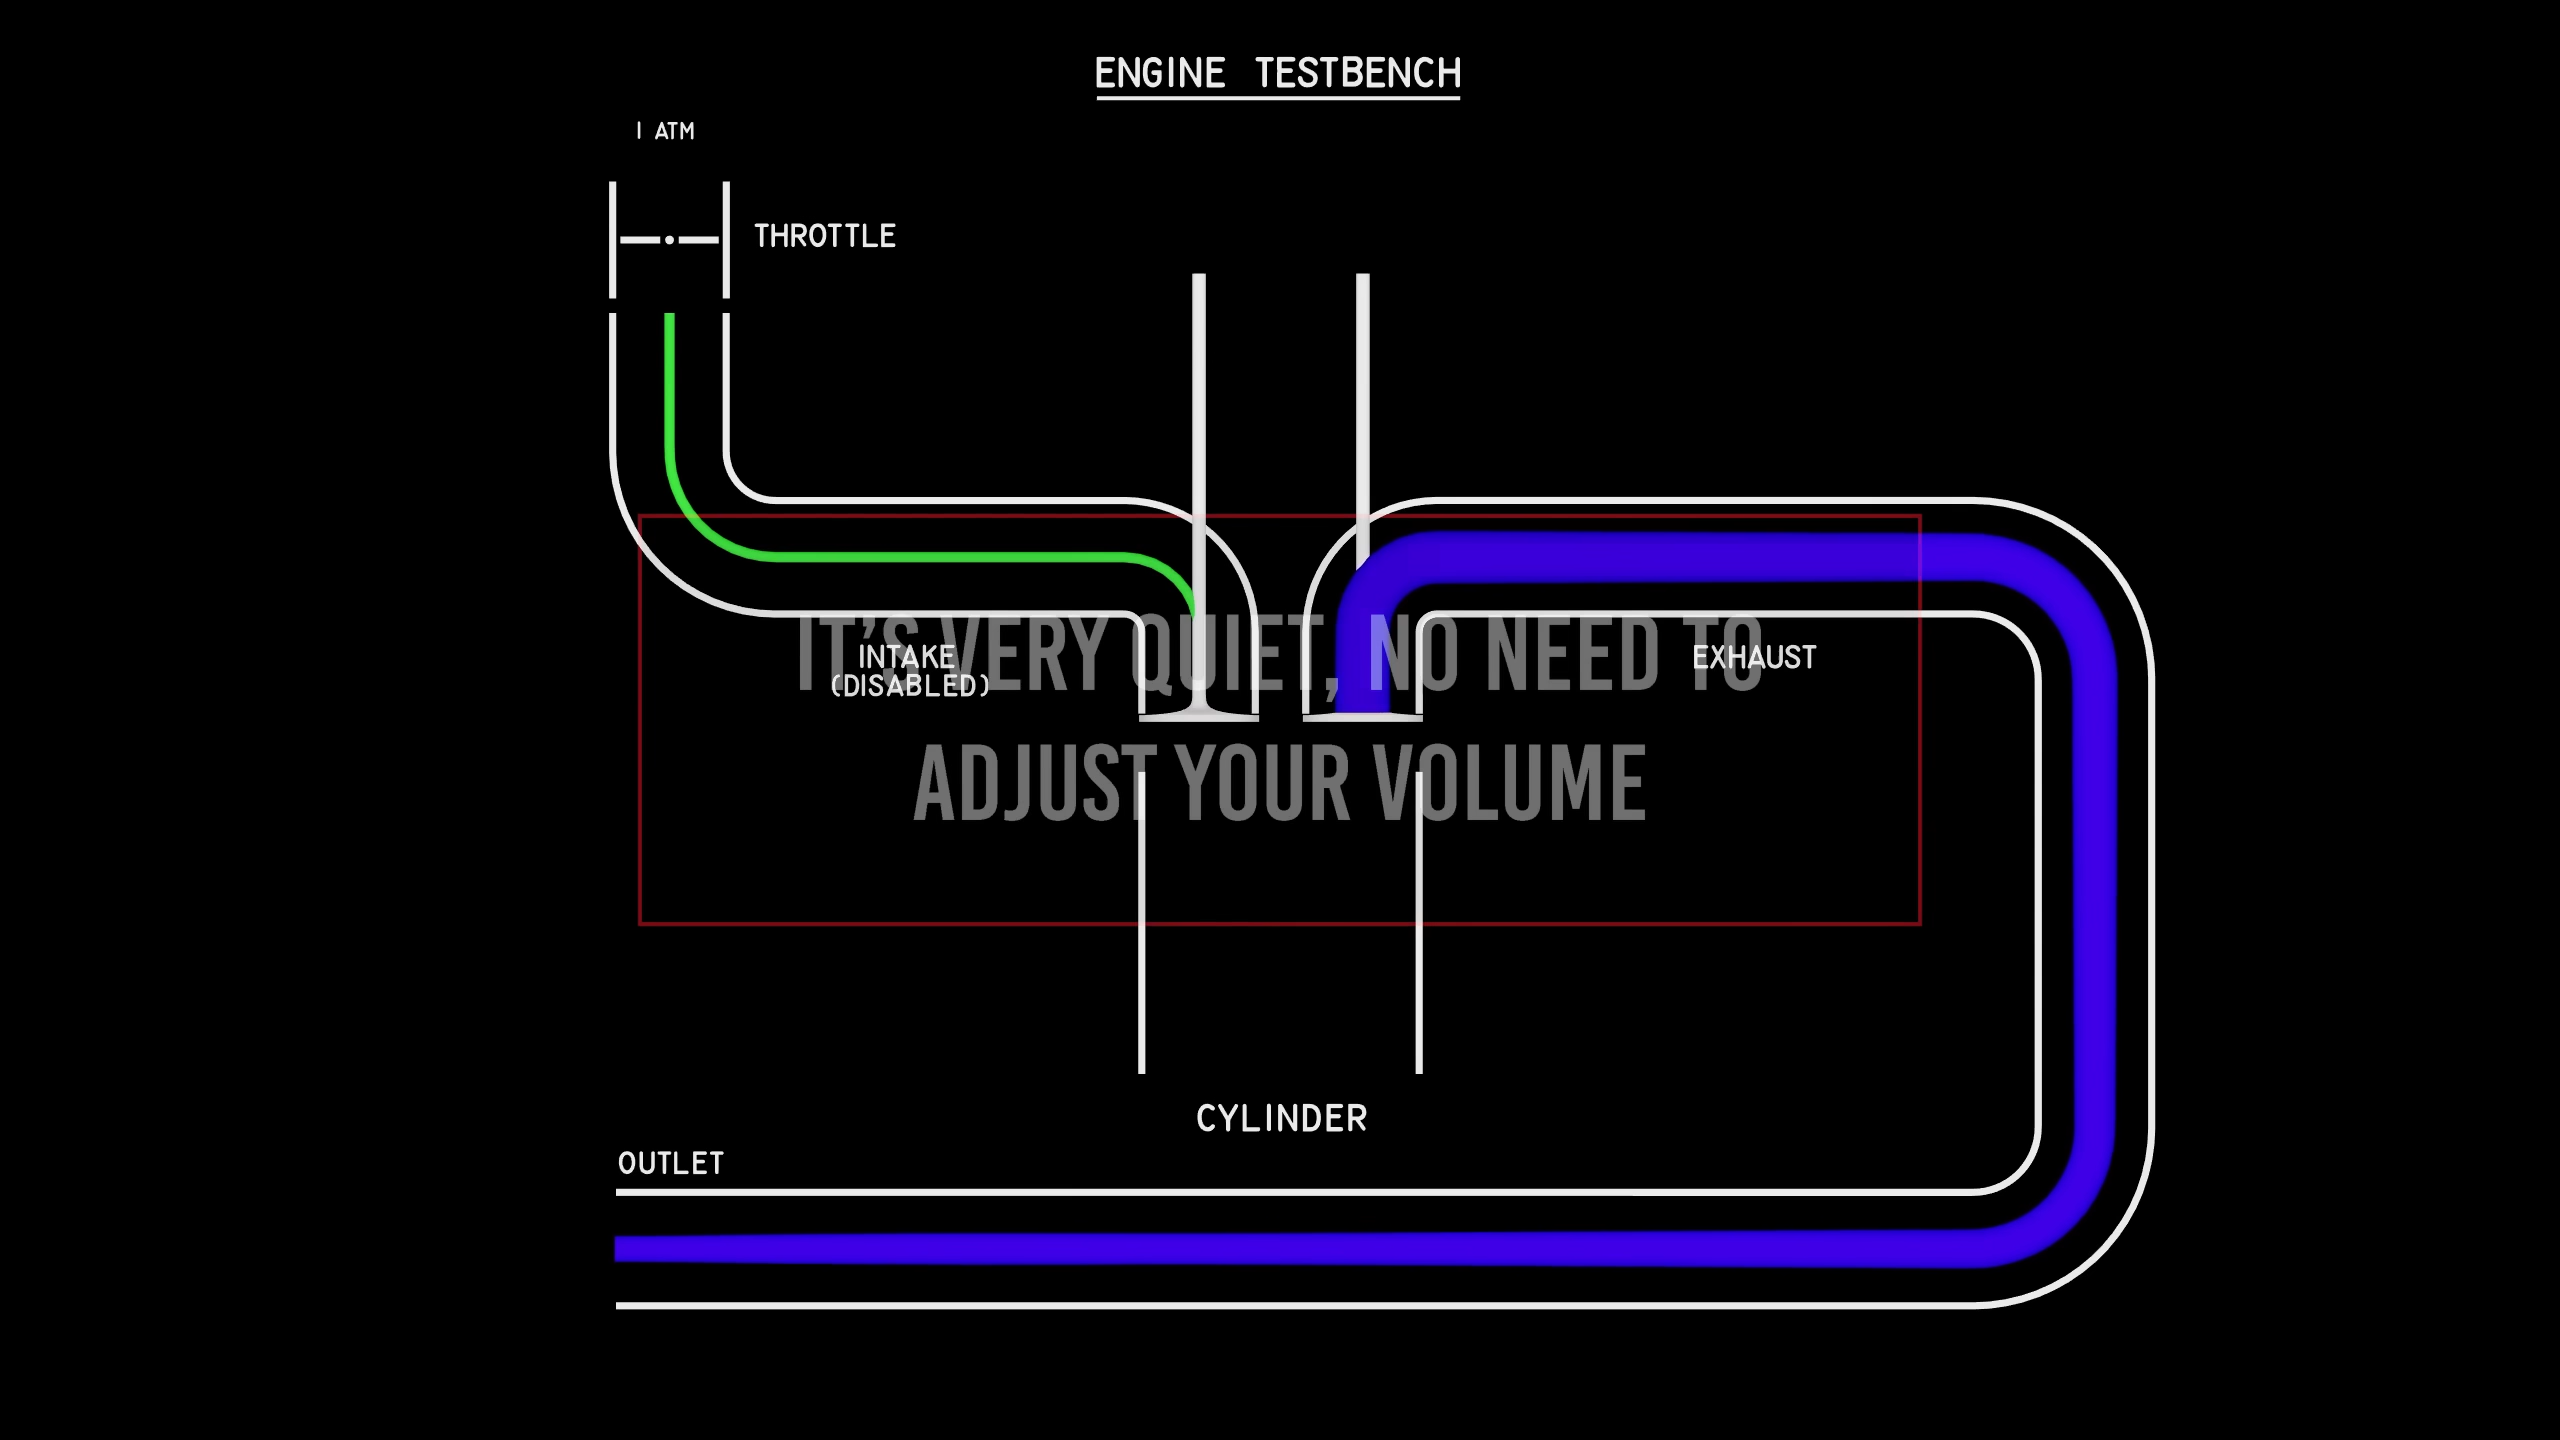 ENGINE TESTBENCH
1 ATM
THROTTLE
IT'S VERY QUIET, NO NEED TO
ADJUST YOUR VOLUME
INTAKE
(DISABLED)
EXHAUST
CYLINDER
OUTLET